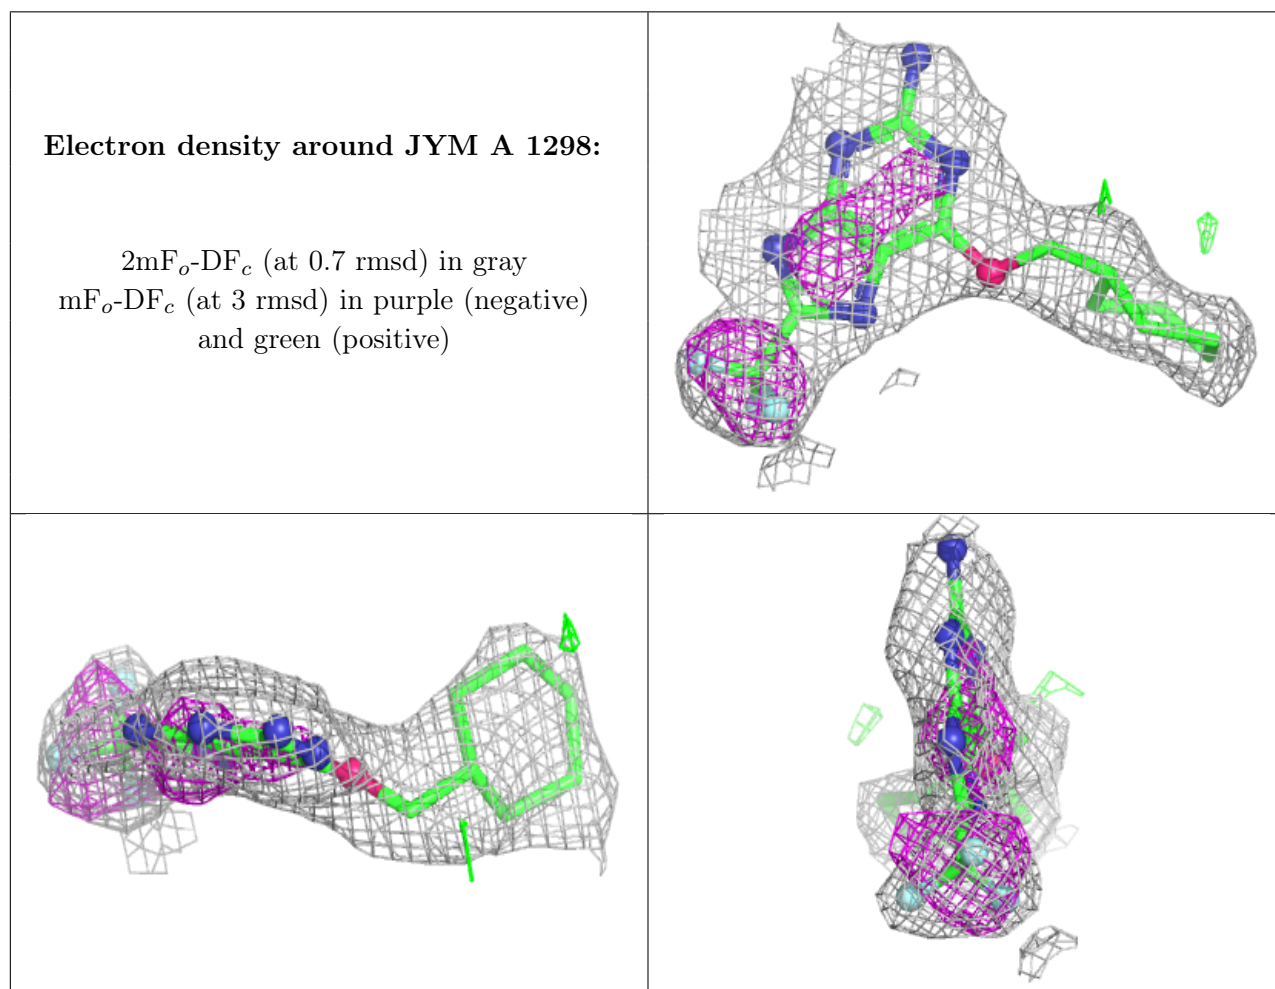 Electron density around JYM A 1298:
2mFo-DFc (at 0.7 rmsd) in gray
mFo-DFc (at 3 rmsd) in purple (negative)
and green (positive)